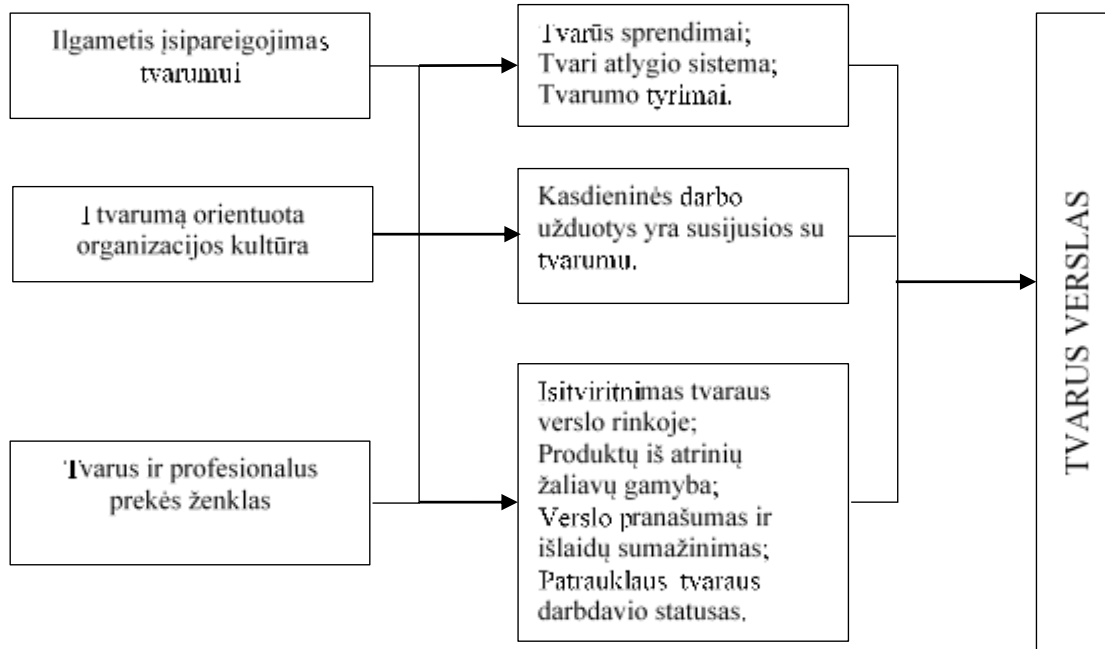 Ilgametis įsipareigojimas
tvarumui
Tvarūs sprendimai;
Tvari atlygio sistema;
Tvarumo tyrimai.
Į tvarumą orientuota
organizacijos kultūra
Kasdieninės darbo
užduotys yra susijusios su
tvarumu.
Tvarus ir profesionalus
prekės ženklas
Isitviritnimas tvaraus
verslo rinkoje;
Produktų iš atrinių
žaliavų gamyba;
Verslo pranašumas ir
išlaidų sumažinimas;
Patrauklaus tvaraus
darbdavio statusas.
TVARUS VERSLAS